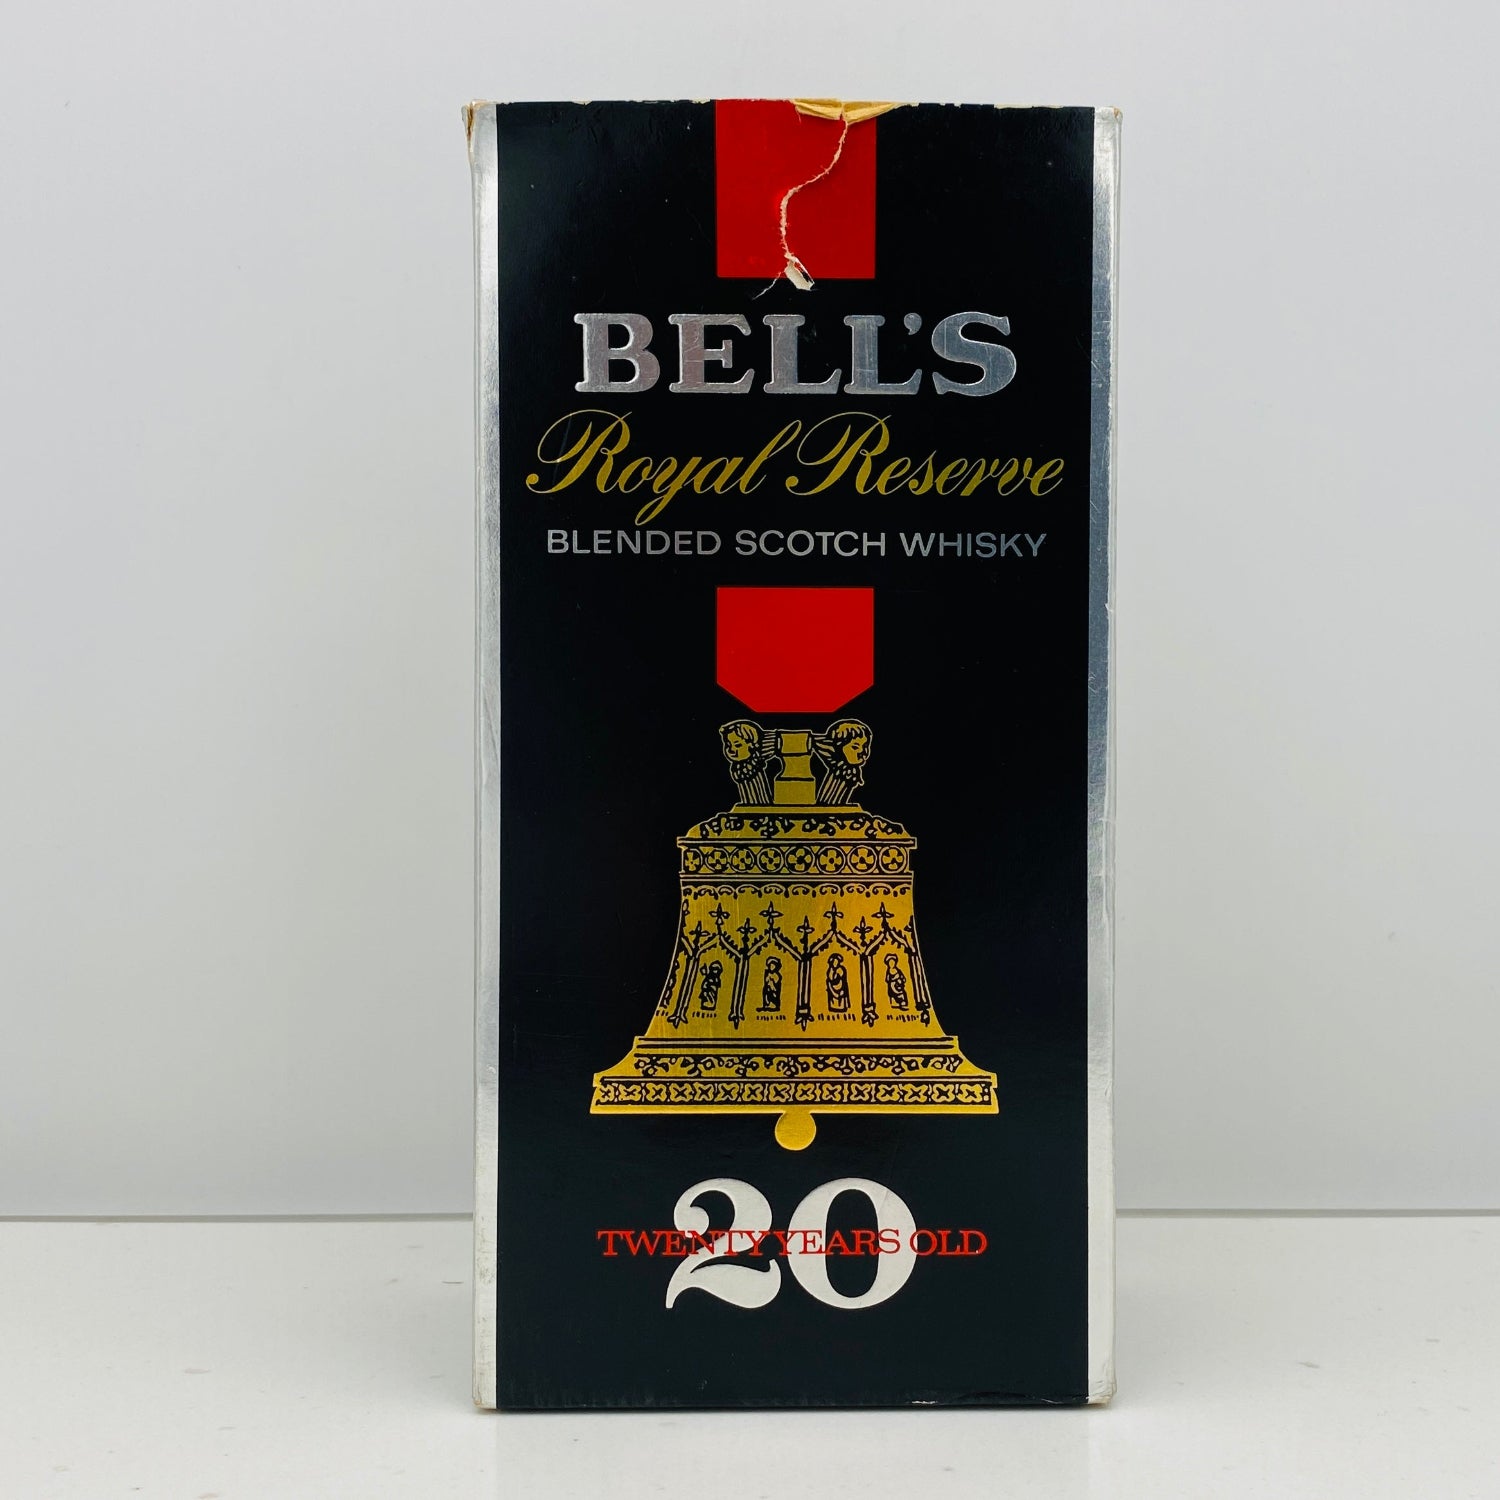 BELL'S
Royal Reserve
BLENDED SCOTCH WHISKY
20
TWENTY YEARS OLD